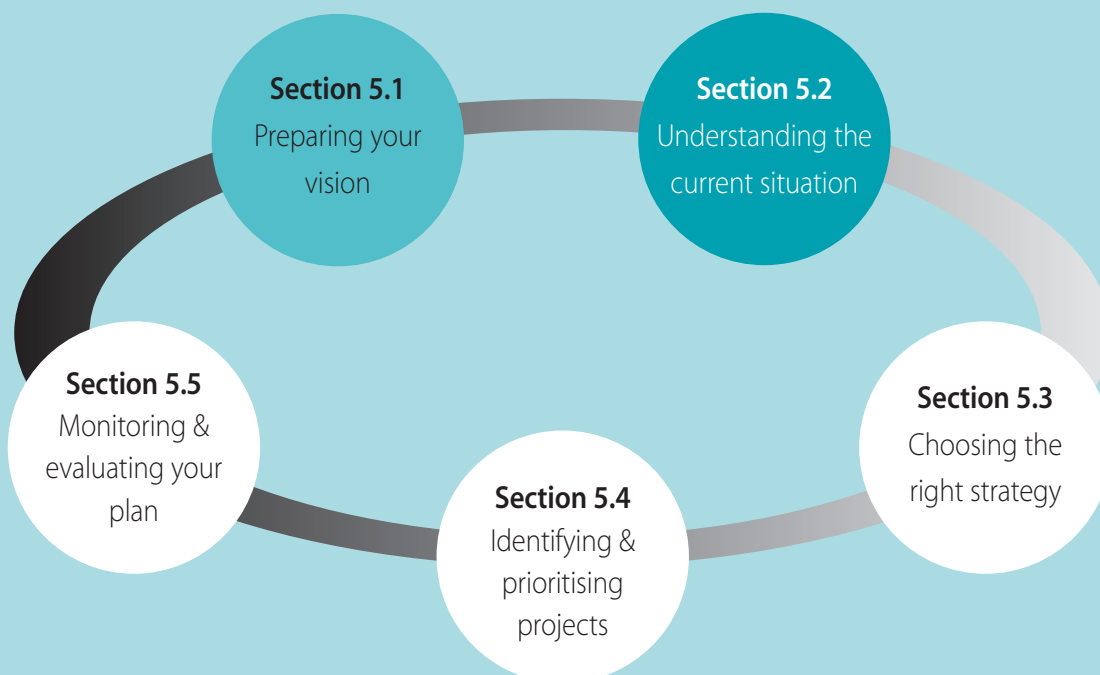 Section 5.1
Preparing your
vision
Section 5.2
Understanding the
current situation
Section 5.3
Choosing the
right strategy
Section 5.4
Identifying &
prioritising
projects
Section 5.5
Monitoring &
evaluating your
plan